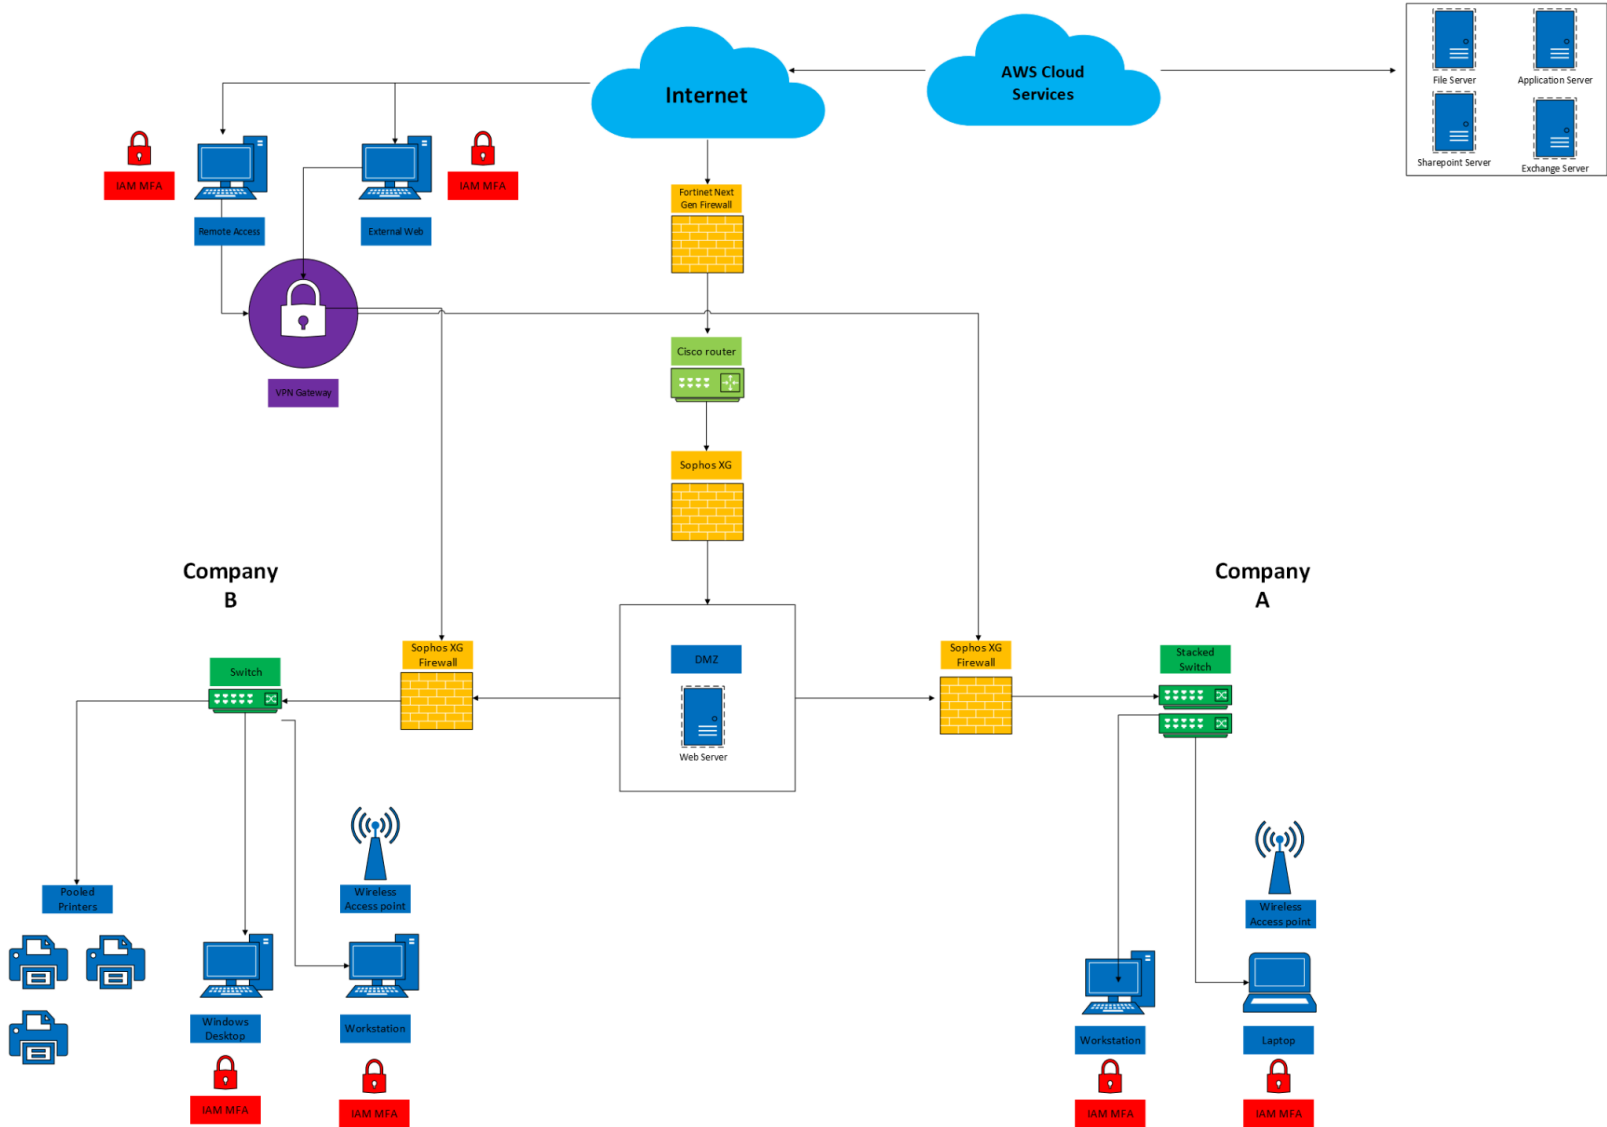 AWS Cloud
Services
Internet
File Server
Application Server
Sharepoint Server
Exchange Server
IAM MFA
IAM MFA
Remote Access
External Web
Fortinet Next
Gen Firewall
VPN Gateway
Cisco router
Sophos XG
Company
B
Company
A
Switch
Sophos XG
Firewall
DMZ
Web Server
Sophos XG
Firewall
Stacked
Switch
Pooled
Printers
Wireless
Access point
Wireless
Access point
Windows
Desktop
Workstation
Workstation
Laptop
IAM MFA
IAM MFA
IAM MFA
IAM MFA